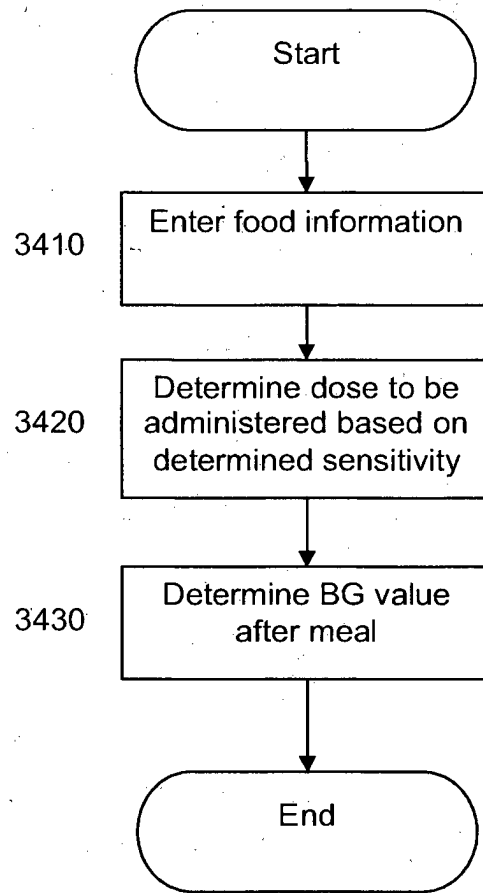 Start
3410
Enter food information
3420
Determine dose to be
administered based on
determined sensitivity
3430
Determine BG value
after meal
End